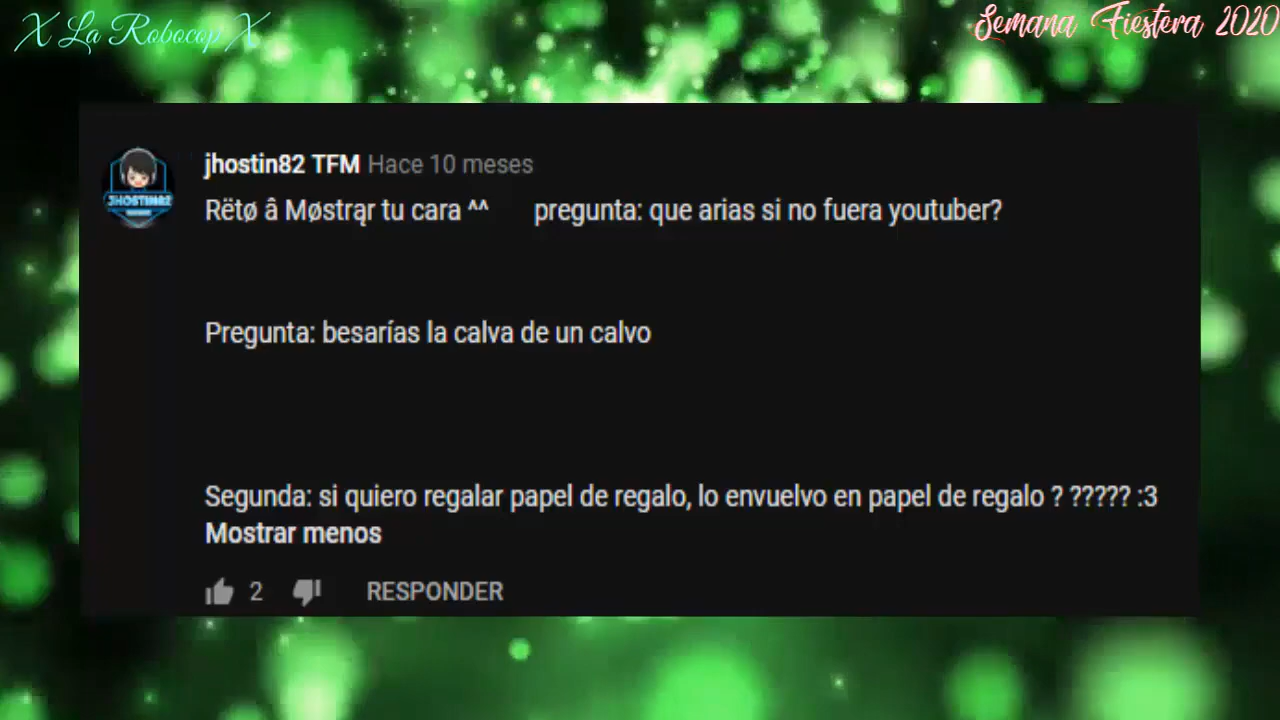 X La Robocop X
Semana Fiestera 2020
jhostin82 TFM Hace 10 meses
Rëtø â Møstrąr tu cara ^^ pregunta: que arias si no fuera youtuber?
Pregunta: besarías la calva de un calvo
Segunda: si quiero regalar papel de regalo, lo envuelvo en papel de regalo ? ????? :3
Mostrar menos
2 RESPONDER
JHOSTIN82